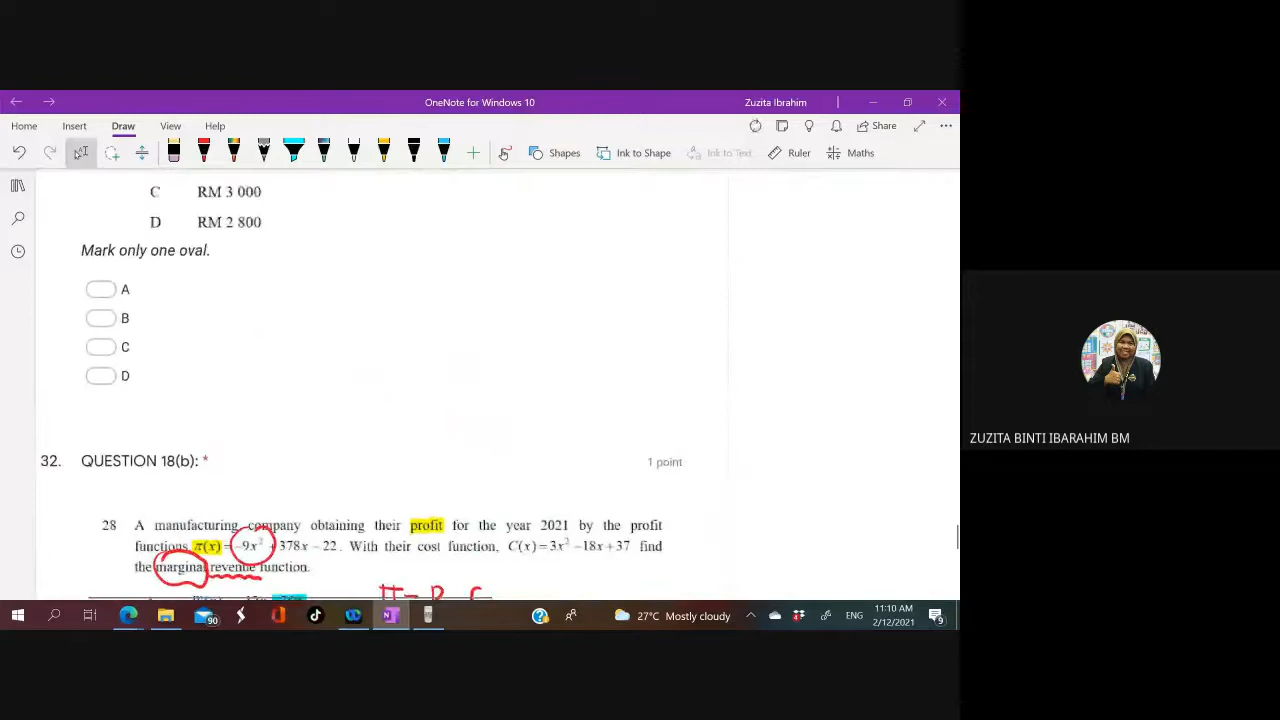 OneNote for Windows 10
Zuzita Ibrahim
Home Insert Draw View Help
Share
Shapes Ink to Shape Ink to Text Ruler Maths
C RM 3 000
D RM 2 800
Mark only one oval.
A
B
C
D
32. QUESTION 18(b): *
1 point
28 A manufacturing company obtaining their profit for the year 2021 by the profit
functions π(x) = -9x² + 378x - 22. With their cost function, C(x) = 3x² - 18x + 37 find
the marginal revenue function.
ZUZITA BINTI IBARAHIM BM
90
27°C Mostly cloudy
ENG
11:10 AM
2/12/2021
9